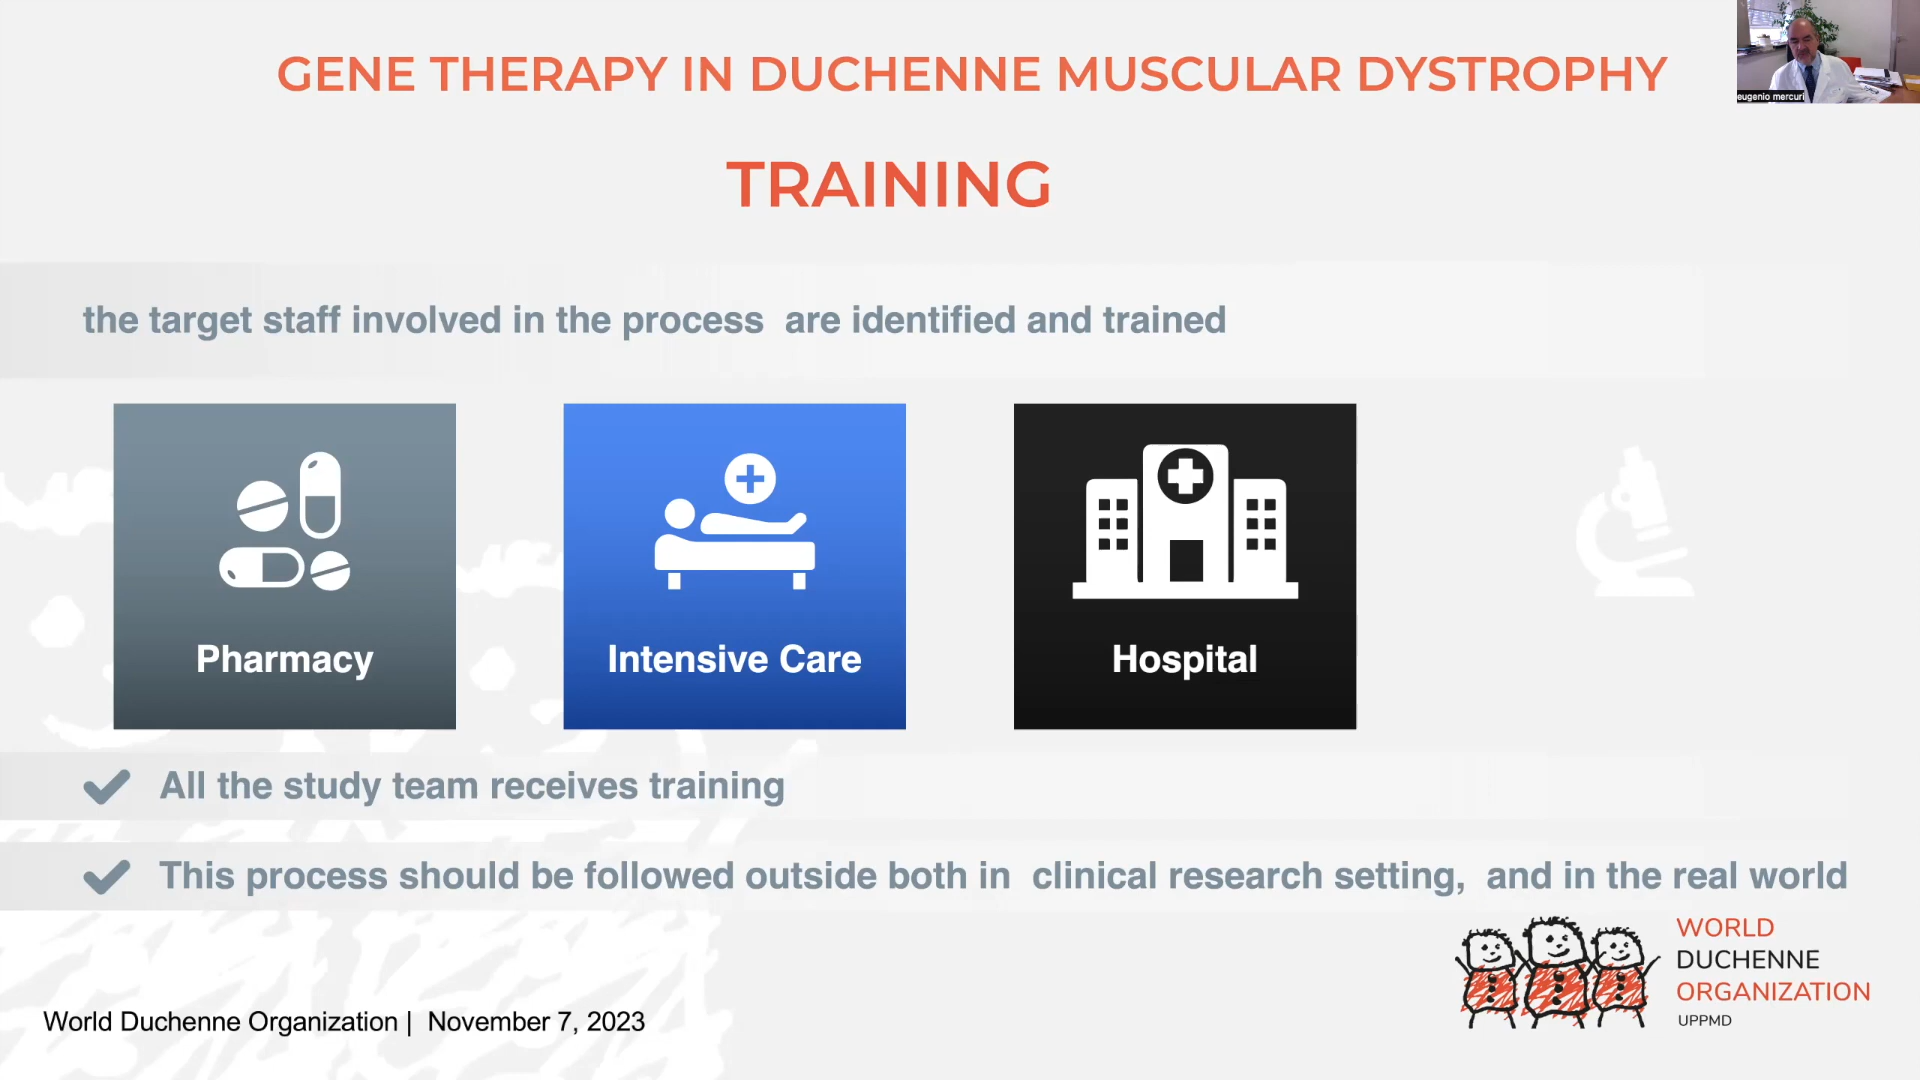 GENE THERAPY IN DUCHENNE MUSCULAR DYSTROPHY
eugenio mercuri
TRAINING
the target staff involved in the process are identified and trained
Pharmacy
Intensive Care
Hospital
All the study team receives training
This process should be followed outside both in clinical research setting, and in the real world
WORLD
DUCHENNE
ORGANIZATION
UPPMD
World Duchenne Organization | November 7, 2023